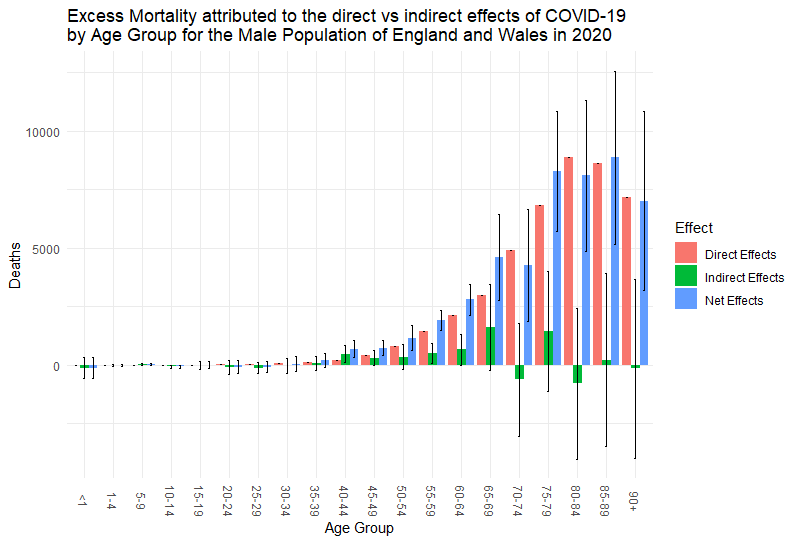 Excess Mortality attributed to the direct vs indirect effects of COVID-19
by Age Group for the Male Population of England and Wales in 2020
10000
5000
0
Deaths
<1
1-4
5-9
10-14
15-19
20-24
25-29
30-34
35-39
40-44
45-49
50-54
55-59
60-64
65-69
70-74
75-79
80-84
85-89
90+
Age Group
Effect
Direct Effects
Indirect Effects
Net Effects